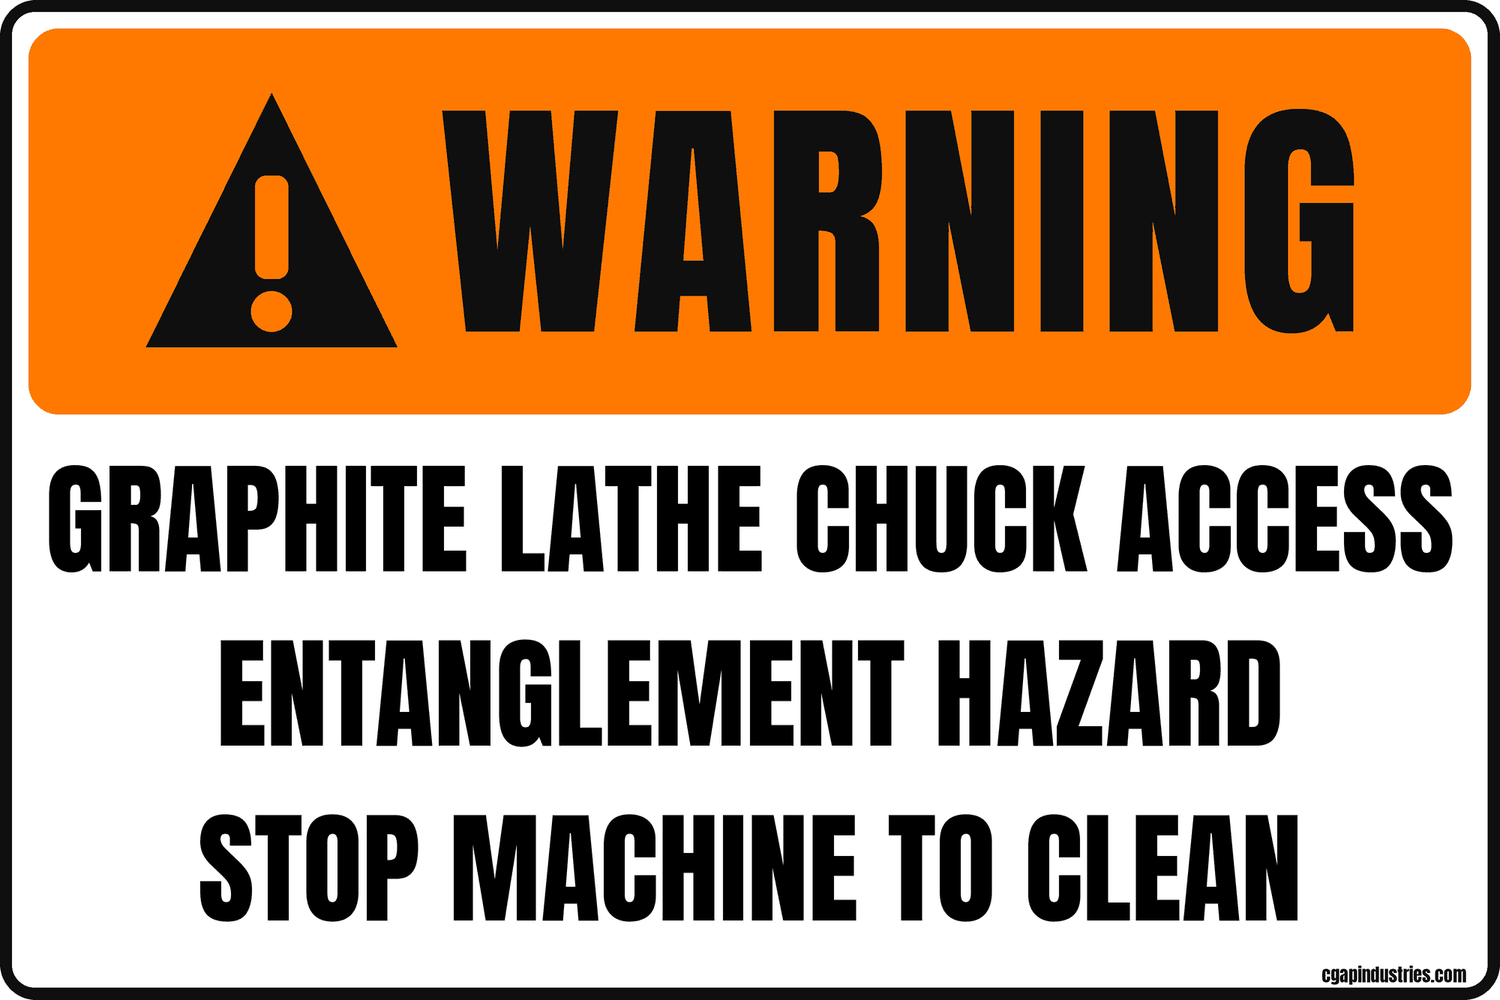 WARNING
GRAPHITE LATHE CHUCK ACCESS
ENTANGLEMENT HAZARD
STOP MACHINE TO CLEAN
cgapindustries.com